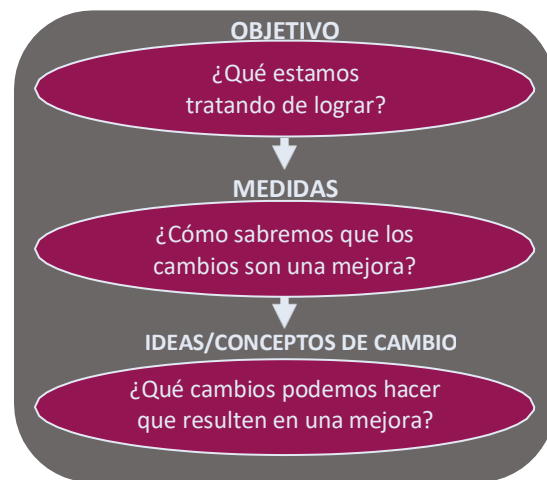 OBJETIVO
¿Qué estamos
tratando de lograr?
MEDIDAS
¿Cómo sabremos que los
cambios son una mejora?
IDEAS/CONCEPTOS DE CAMBIO
¿Qué cambios podemos hacer
que resulten en una mejora?